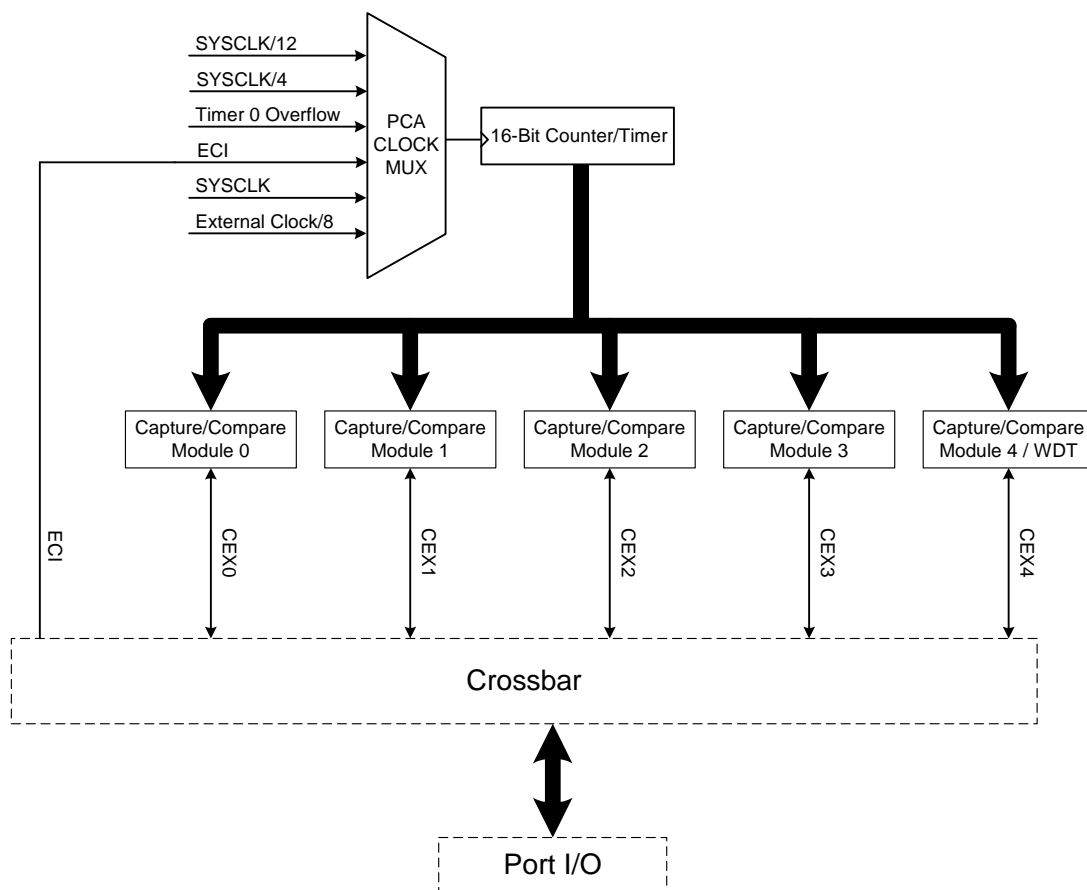 SYSCLK/12
SYSCLK/4
Timer 0 Overflow
ECI
SYSCLK
External Clock/8
PCA
CLOCK
MUX
16-Bit Counter/Timer
Capture/Compare
Module 0
Capture/Compare
Module 1
Capture/Compare
Module 2
Capture/Compare
Module 3
Capture/Compare
Module 4 / WDT
ECI
CEX0
CEX1
CEX2
CEX3
CEX4
Crossbar
Port I/O